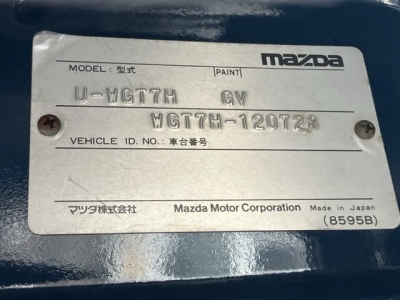 mazda
MODEL: 型式 PAINT
U-WGT7H GV
WGT7H-120728
VEHICLE ID. NO.: 車台番号
マツダ株式会社 Mazda Motor Corporation Made in Japan
(8595B)